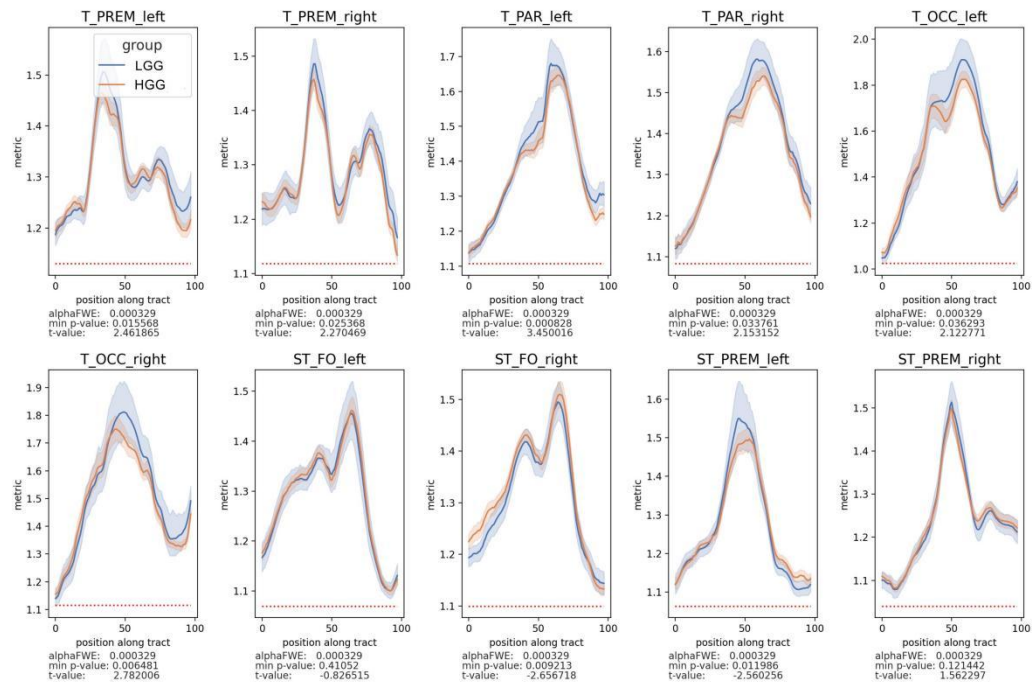 T_PREM_left T_PREM_right T_PAR_left T_PAR_right T_OCC_left
group
LGG
HGG
1.5
1.4
1.3
1.2
metric
0 50 100
position along tract
alphaFWE: 0.000329
min p-value: 0.015568
t-value: 2.461865
1.5
1.4
1.3
1.2
1.1
metric
0 50 100
position along tract
alphaFWE: 0.000329
min p-value: 0.025368
t-value: 2.270469
1.7
1.6
1.5
1.4
1.3
1.2
1.1
metric
0 50 100
position along tract
alphaFWE: 0.000329
min p-value: 0.000828
t-value: 3.450016
1.6
1.5
1.4
1.3
1.2
1.1
metric
0 50 100
position along tract
alphaFWE: 0.000329
min p-value: 0.033761
t-value: 2.153152
2.0
1.8
1.6
1.4
1.2
1.0
metric
0 50 100
position along tract
alphaFWE: 0.000329
min p-value: 0.036293
t-value: 2.122771
T_OCC_right ST_FO_left ST_FO_right ST_PREM_left ST_PREM_right
1.9
1.8
1.7
1.6
1.5
1.4
1.3
1.2
1.1
metric
0 50 100
position along tract
alphaFWE: 0.000329
min p-value: 0.006481
t-value: 2.782006
1.5
1.4
1.3
1.2
1.1
metric
0 50 100
position along tract
alphaFWE: 0.000329
min p-value: 0.41052
t-value: -0.826515
1.5
1.4
1.3
1.2
1.1
metric
0 50 100
position along tract
alphaFWE: 0.000329
min p-value: 0.009213
t-value: -2.656718
1.6
1.5
1.4
1.3
1.2
1.1
metric
0 50 100
position along tract
alphaFWE: 0.000329
min p-value: 0.011986
t-value: -2.560256
1.5
1.4
1.3
1.2
1.1
metric
0 50 100
position along tract
alphaFWE: 0.000329
min p-value: 0.121442
t-value: 1.562297